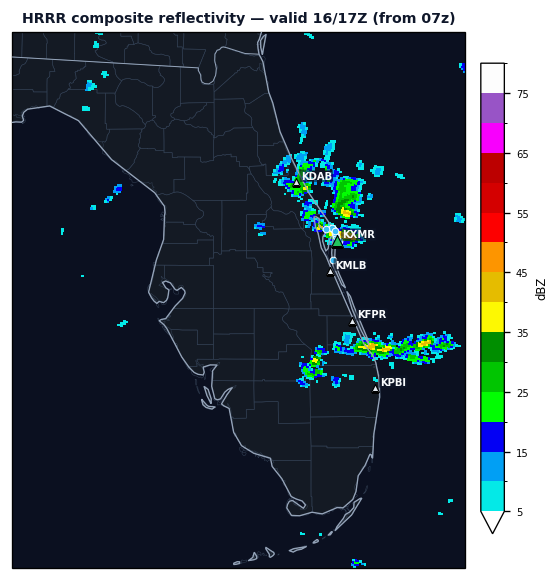 HRRR composite reflectivity — valid 16/17Z (from 07z)
KDAB
KXMR
KMLB
KFPR
KPBI
75
65
55
45
35
25
15
5
dBZ